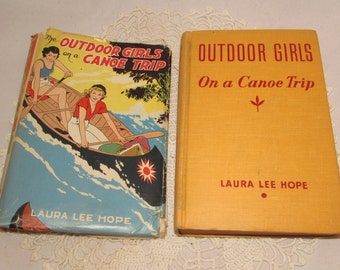 The OUTDOOR GIRLS
on a CANOE TRIP
LAURA LEE HOPE
OUTDOOR GIRLS
On a Canoe Trip
LAURA LEE HOPE